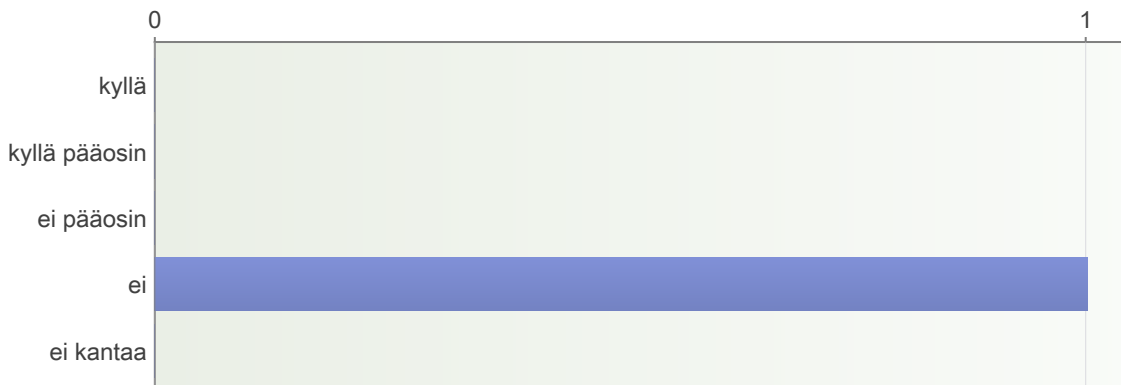 0 1
kyllä
kyllä pääosin
ei pääosin
ei
ei kantaa